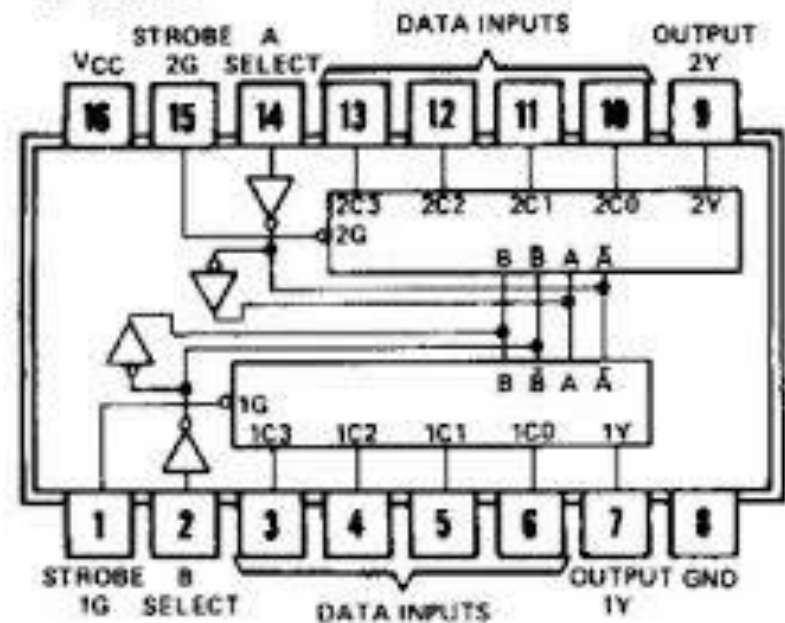 DATA INPUTS
STROBE A OUTPUT
VCC 2G SELECT 2Y
16 15 14 13 12 11 10 9
2C3 2C2 2C1 2C0 2Y
2G
B B̅ A A̅
B B̅ A A̅
1G
1C3 1C2 1C1 1C0 1Y
1 2 3 4 5 6 7 8
STROBE B OUTPUT GND
1G SELECT DATA INPUTS 1Y